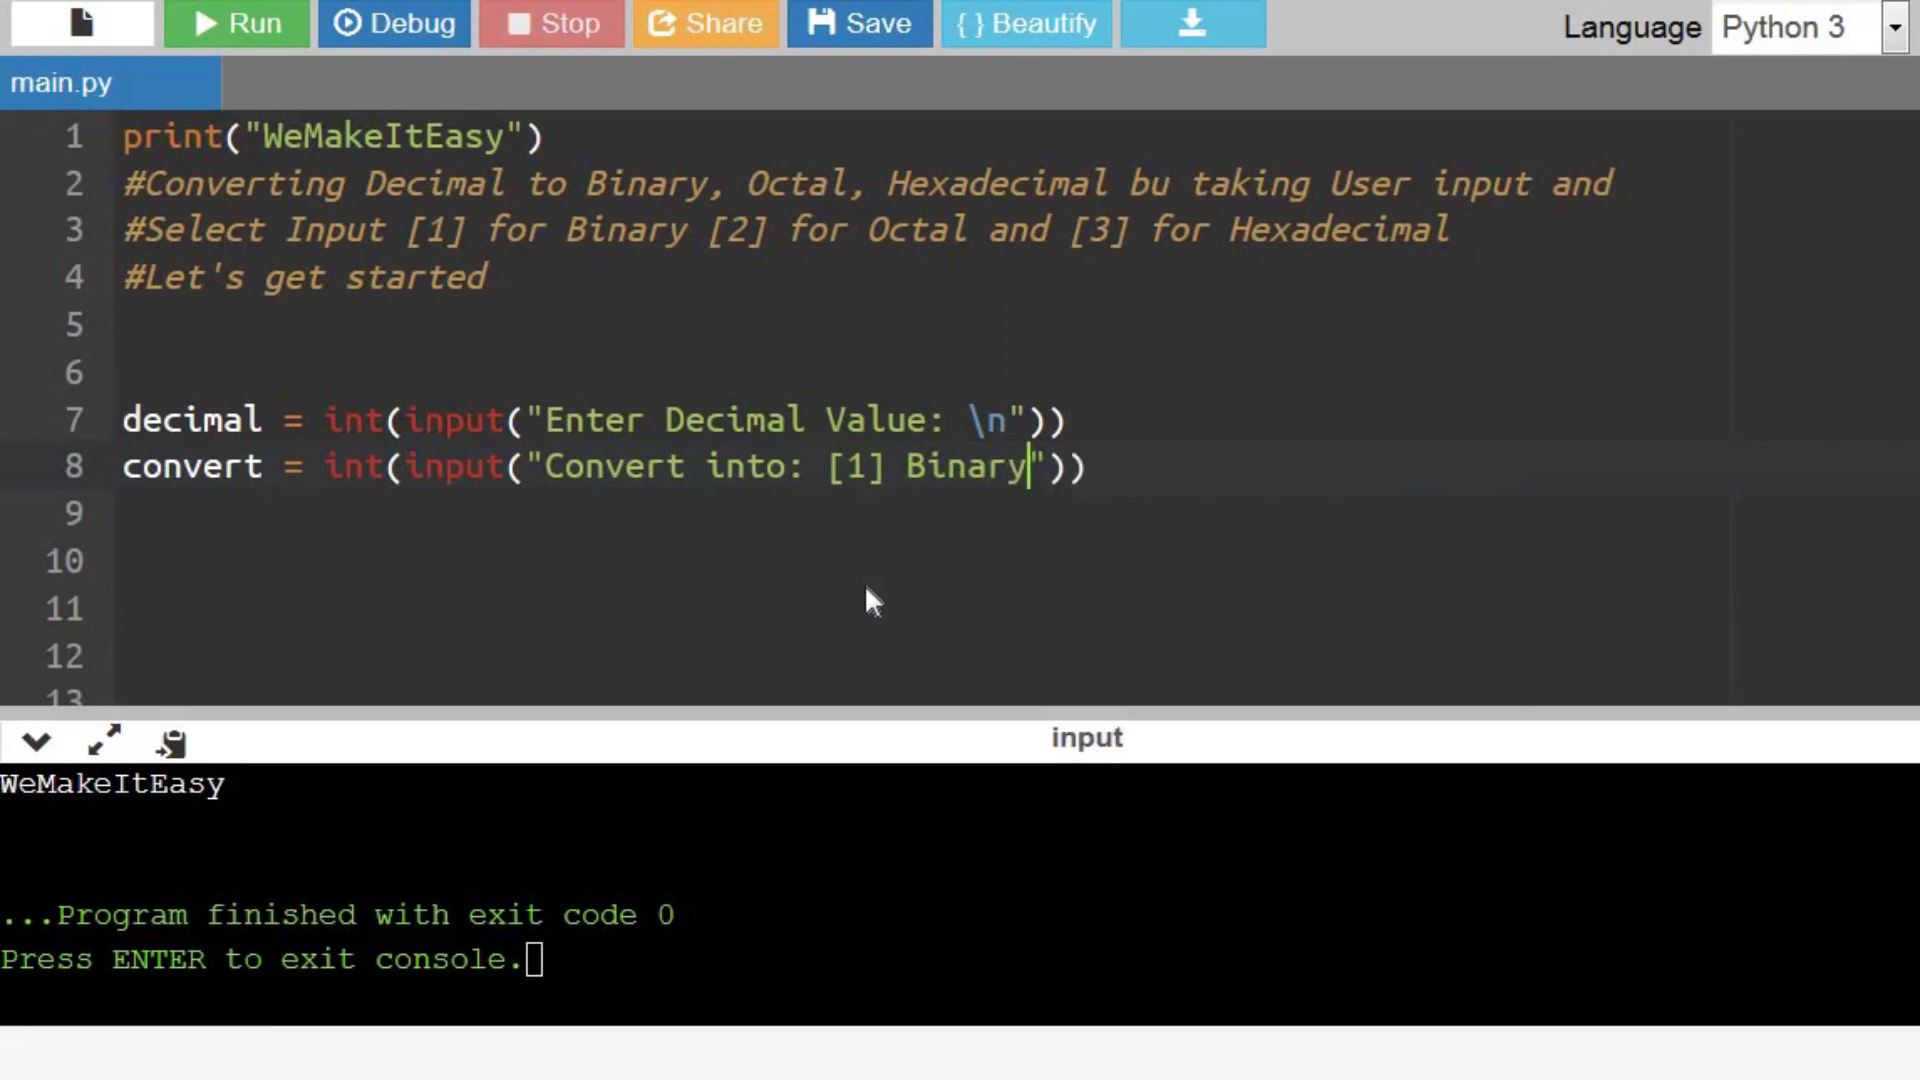 Run Debug Stop Share Save { } Beautify Language Python 3
main.py
1 print("WeMakeItEasy")
2 #Converting Decimal to Binary, Octal, Hexadecimal bu taking User input and
3 #Select Input [1] for Binary [2] for Octal and [3] for Hexadecimal
4 #Let's get started
5
6
7 decimal = int(input("Enter Decimal Value: \n"))
8 convert = int(input("Convert into: [1] Binary"))
9
10
11
12
13
input
WeMakeItEasy
...Program finished with exit code 0
Press ENTER to exit console.